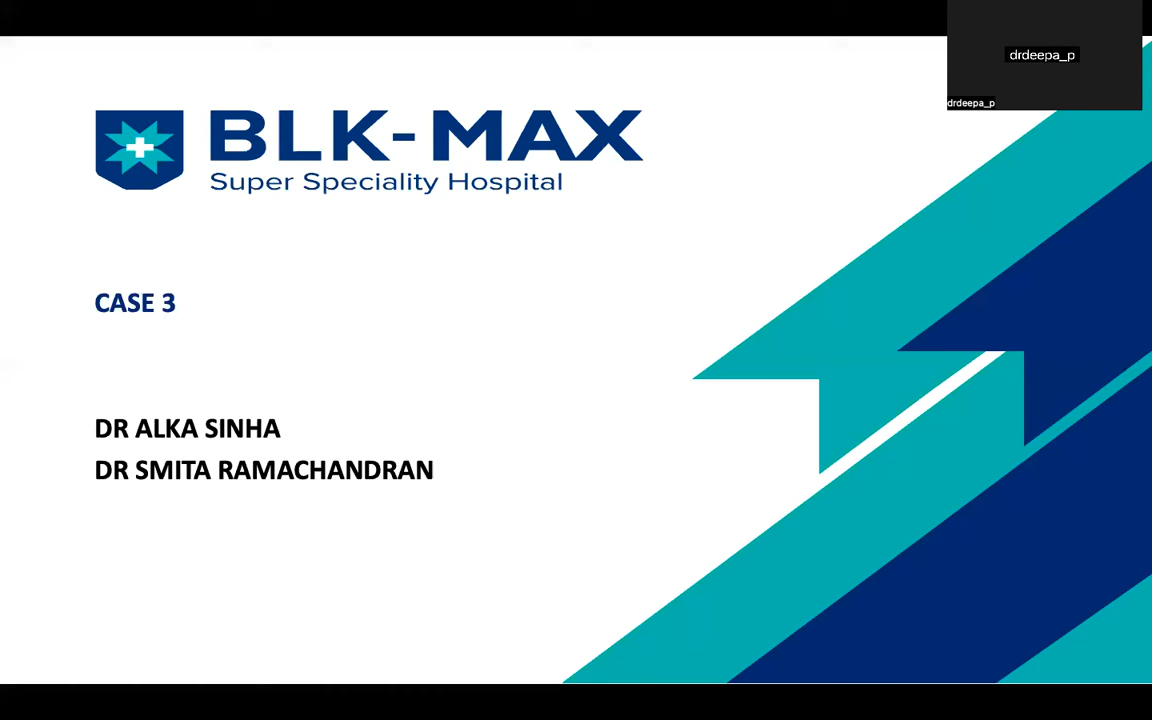 drdeepa_p
drdeepa_p
BLK-MAX
Super Speciality Hospital
CASE 3
DR ALKA SINHA
DR SMITA RAMACHANDRAN